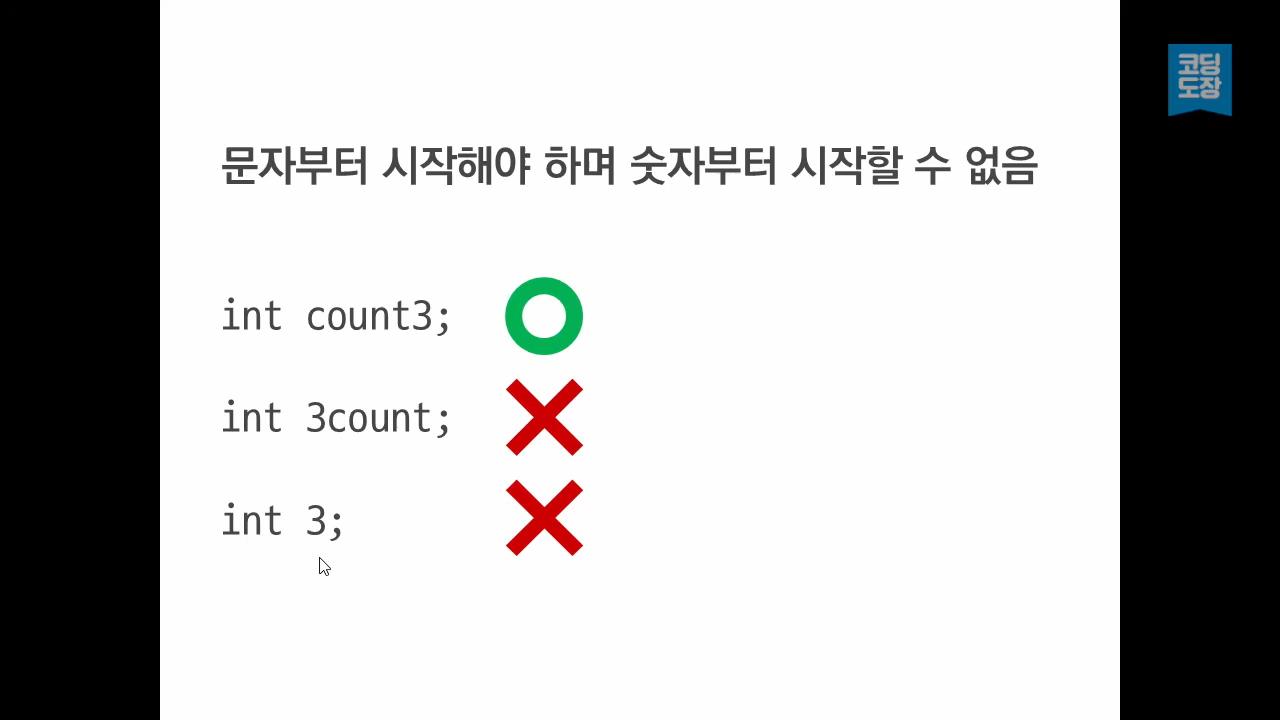 코딩
도장
문자부터 시작해야 하며 숫자부터 시작할 수 없음
int count3;
int 3count;
int 3;